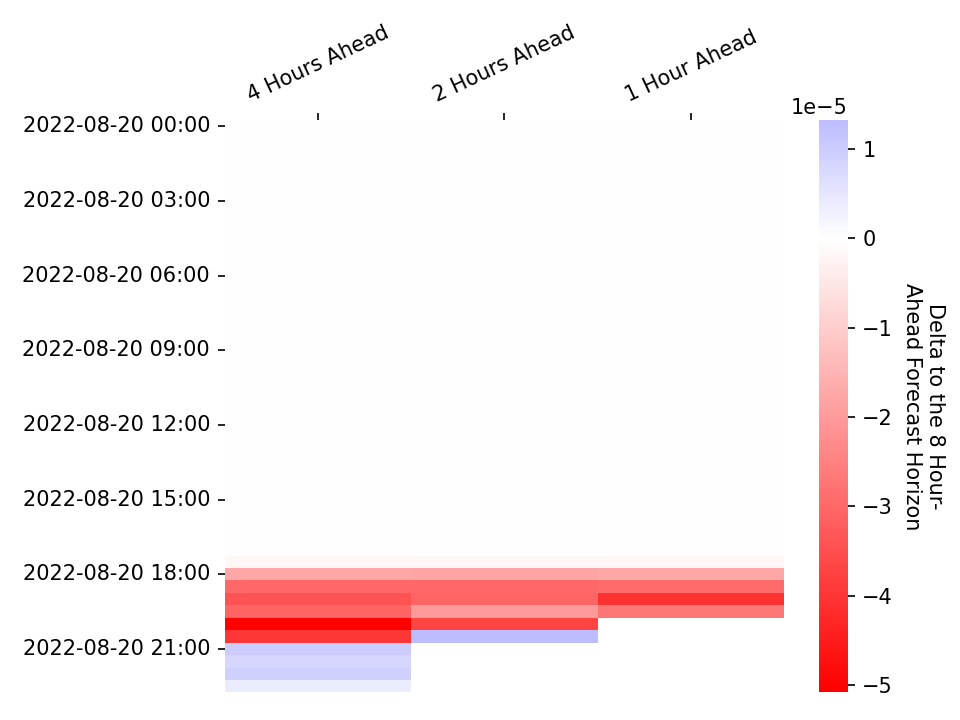 4 Hours Ahead
2 Hours Ahead
1 Hour Ahead
1e−5
2022-08-20 00:00
2022-08-20 03:00
2022-08-20 06:00
2022-08-20 09:00
2022-08-20 12:00
2022-08-20 15:00
2022-08-20 18:00
2022-08-20 21:00
1
0
−1
−2
−3
−4
−5
Delta to the 8 Hour-
Ahead Forecast Horizon